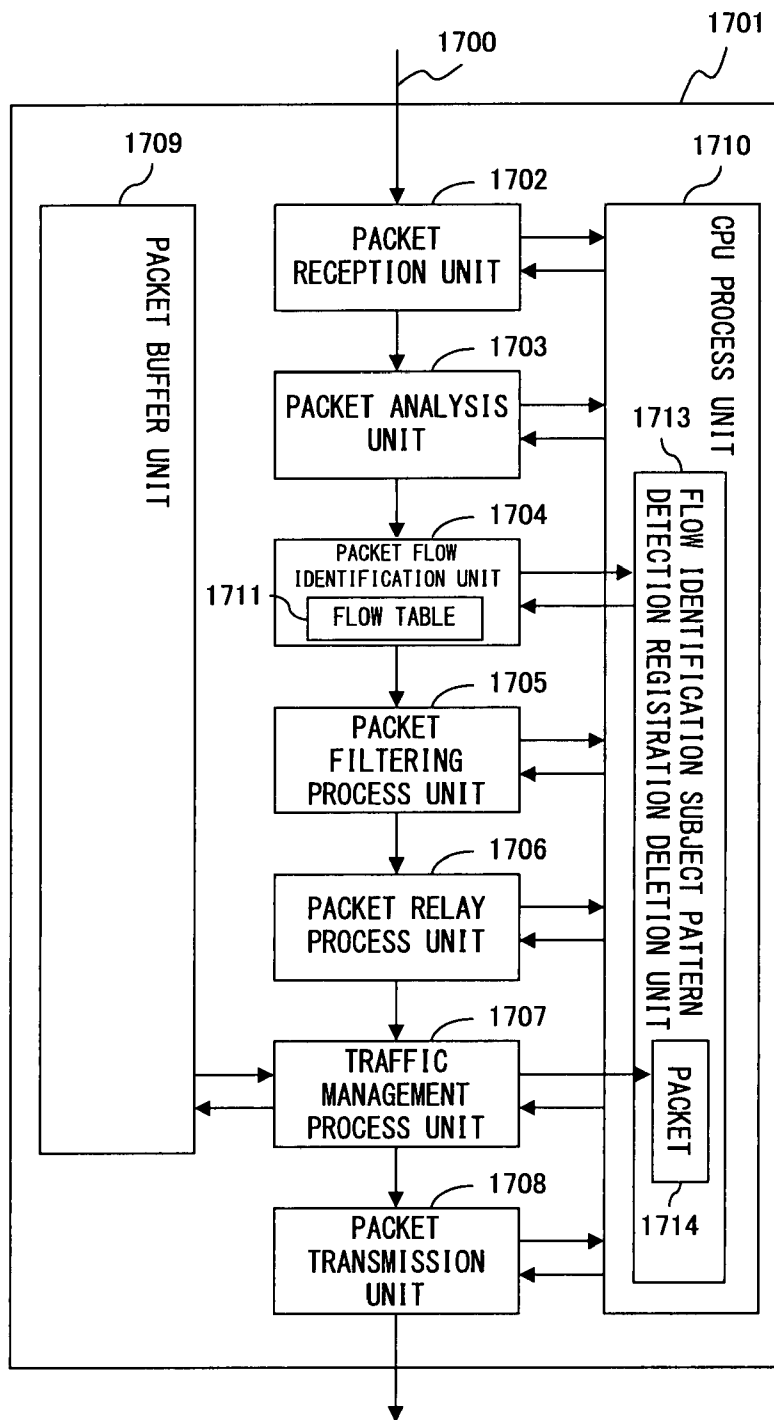 1700
1701
1709
1702
1710
PACKET BUFFER UNIT
PACKET
RECEPTION UNIT
CPU PROCESS UNIT
1703
PACKET ANALYSIS
UNIT
1713
FLOW IDENTIFICATION SUBJECT PATTERN
DETECTION REGISTRATION DELETION UNIT
1704
PACKET FLOW
IDENTIFICATION UNIT
1711
FLOW TABLE
1705
PACKET
FILTERING
PROCESS UNIT
1706
PACKET RELAY
PROCESS UNIT
1707
TRAFFIC
MANAGEMENT
PROCESS UNIT
PACKET
1714
1708
PACKET
TRANSMISSION
UNIT